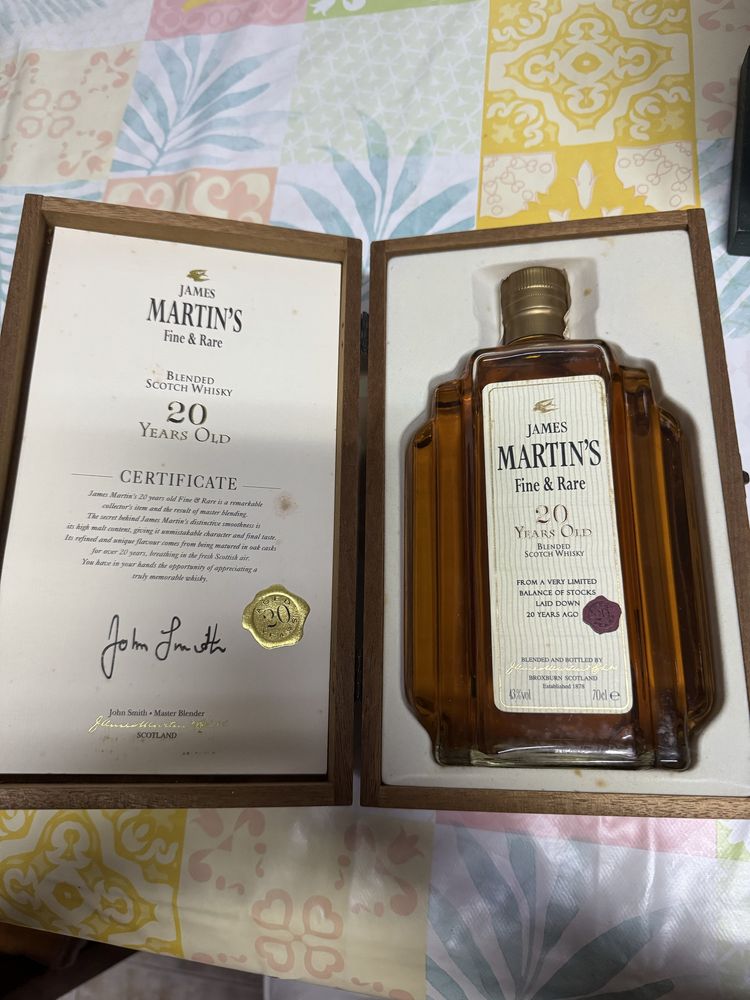 JAMES
MARTIN'S
Fine & Rare
BLENDED
SCOTCH WHISKY
20
YEARS OLD
CERTIFICATE
James Martin's 20 years old Fine & Rare is a remarkable
collector's item and the result of master blending.
The secret behind James Martin's distinctive smoothness is
its high malt content, giving it unmistakable character and final taste.
Its refined and unique flavour comes from being matured in oak casks
for over 20 years, breathing in the fresh Scottish air.
You have in your hands the opportunity of appreciating a
truly memorable whisky.
AGED
20
YEARS
John Smith
John Smith • Master Blender
SCOTLAND
JAMES
MARTIN'S
Fine & Rare
20
YEARS OLD
BLENDED
SCOTCH WHISKY
FROM A VERY LIMITED
BALANCE OF STOCKS
LAID DOWN
20 YEARS AGO
20
BLENDED AND BOTTLED BY
BROXBURN SCOTLAND
Established 1878
43%vol 70cl e